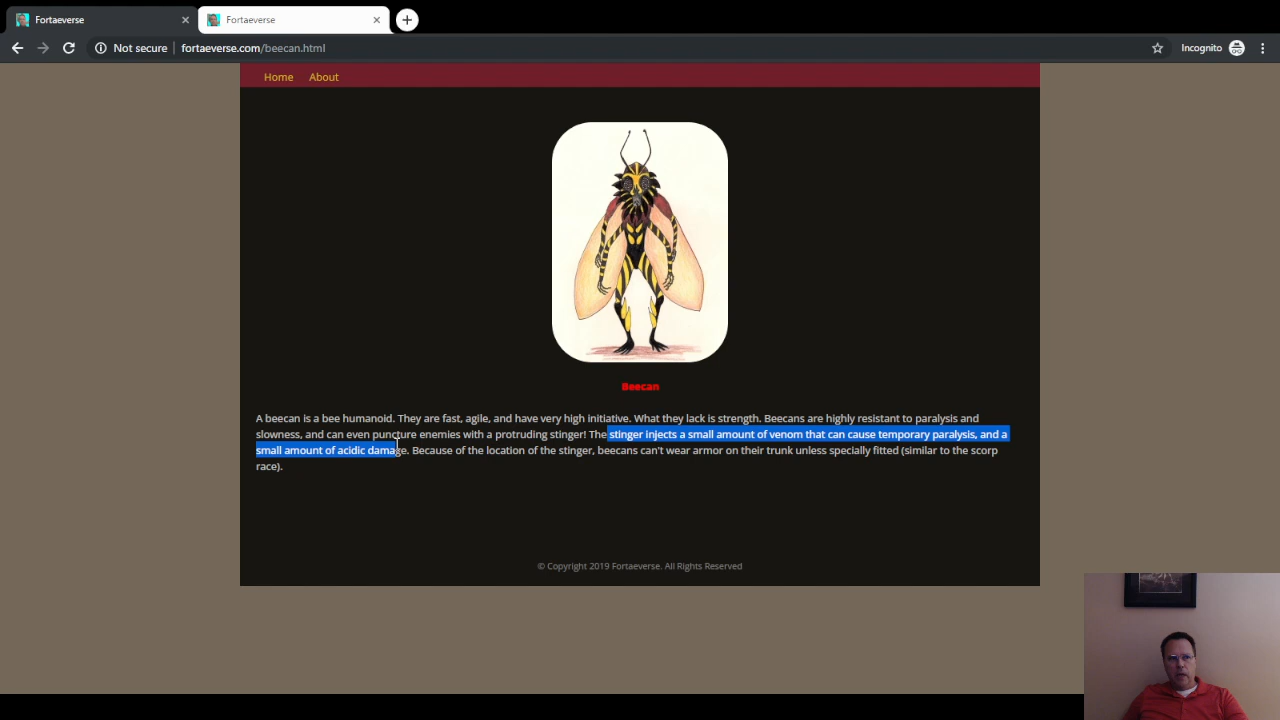 Fortaeverse
Fortaeverse
Not secure
fortaeverse.com/beecan.html
Incognito
Home
About
Beecan
A beecan is a bee humanoid. They are fast, agile, and have very high initiative. What they lack is strength. Beecans are highly resistant to paralysis and
slowness, and can even puncture enemies with a protruding stinger! The stinger injects a small amount of venom that can cause temporary paralysis, and a
small amount of acidic damage. Because of the location of the stinger, beecans can't wear armor on their trunk unless specially fitted (similar to the scorp
race).
© Copyright 2019 Fortaeverse. All Rights Reserved